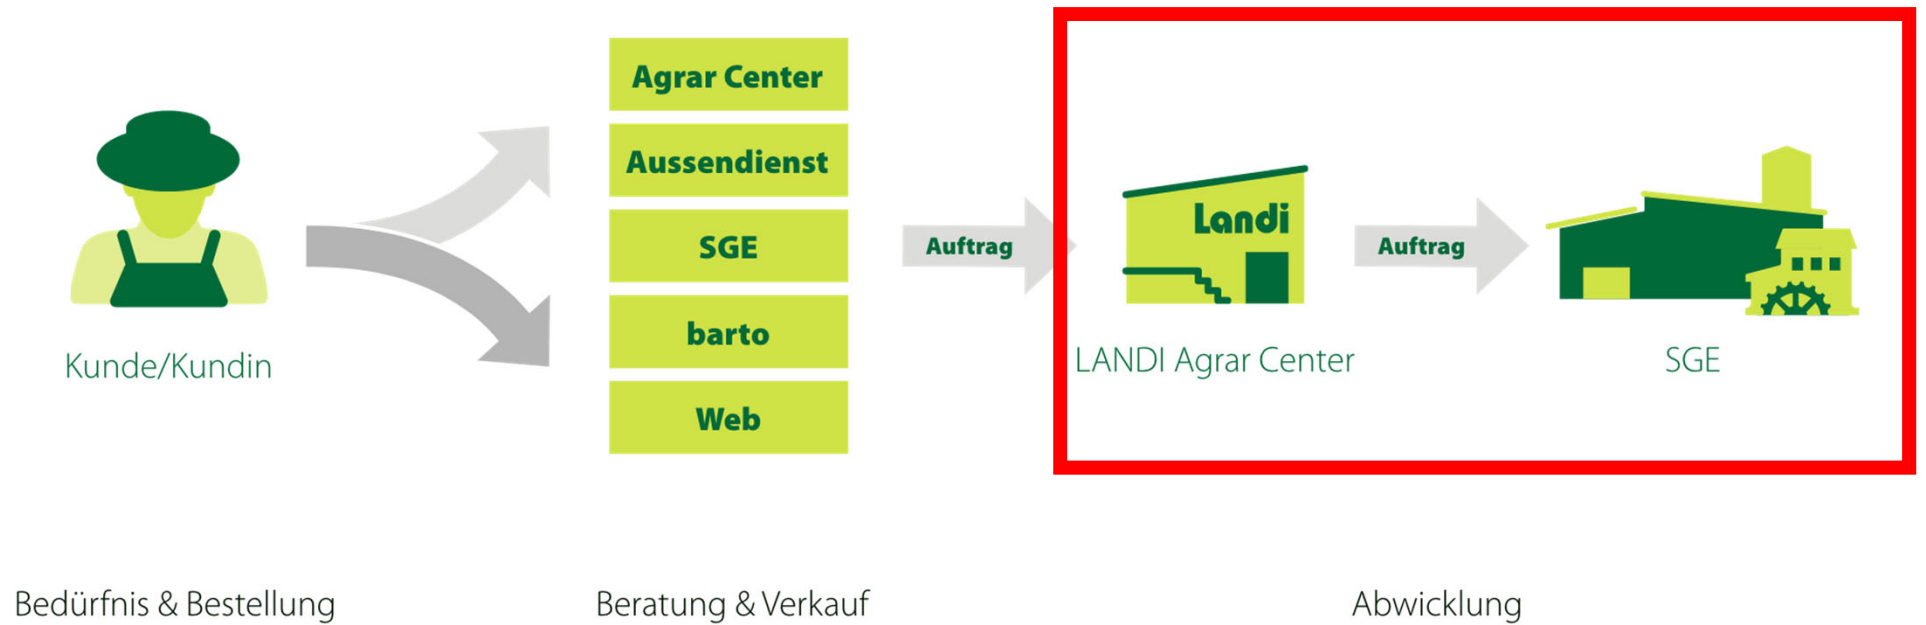 Agrar Center
Aussendienst
SGE
barto
Web
Auftrag
Landi
Auftrag
Kunde/Kundin
LANDI Agrar Center
SGE
Bedürfnis & Bestellung
Beratung & Verkauf
Abwicklung